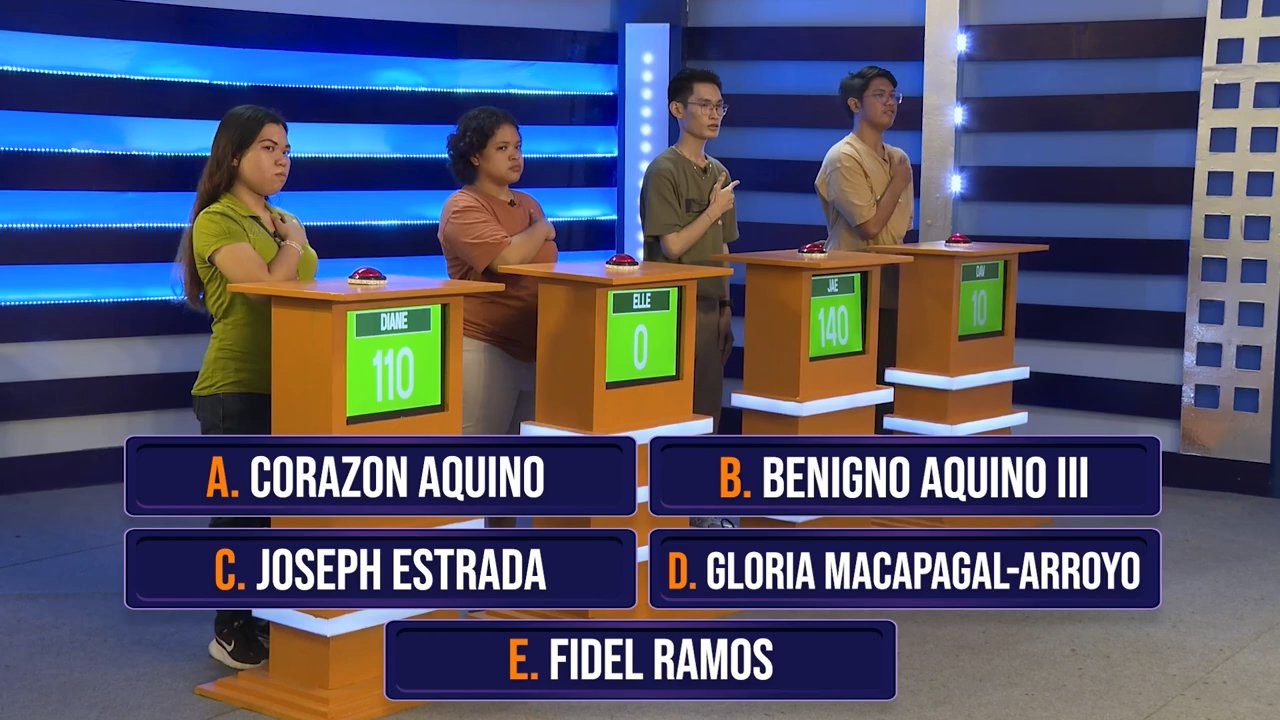 DIANE
110
ELLE
0
JAE
140
DAV
10
A. CORAZON AQUINO
B. BENIGNO AQUINO III
C. JOSEPH ESTRADA
D. GLORIA MACAPAGAL-ARROYO
E. FIDEL RAMOS